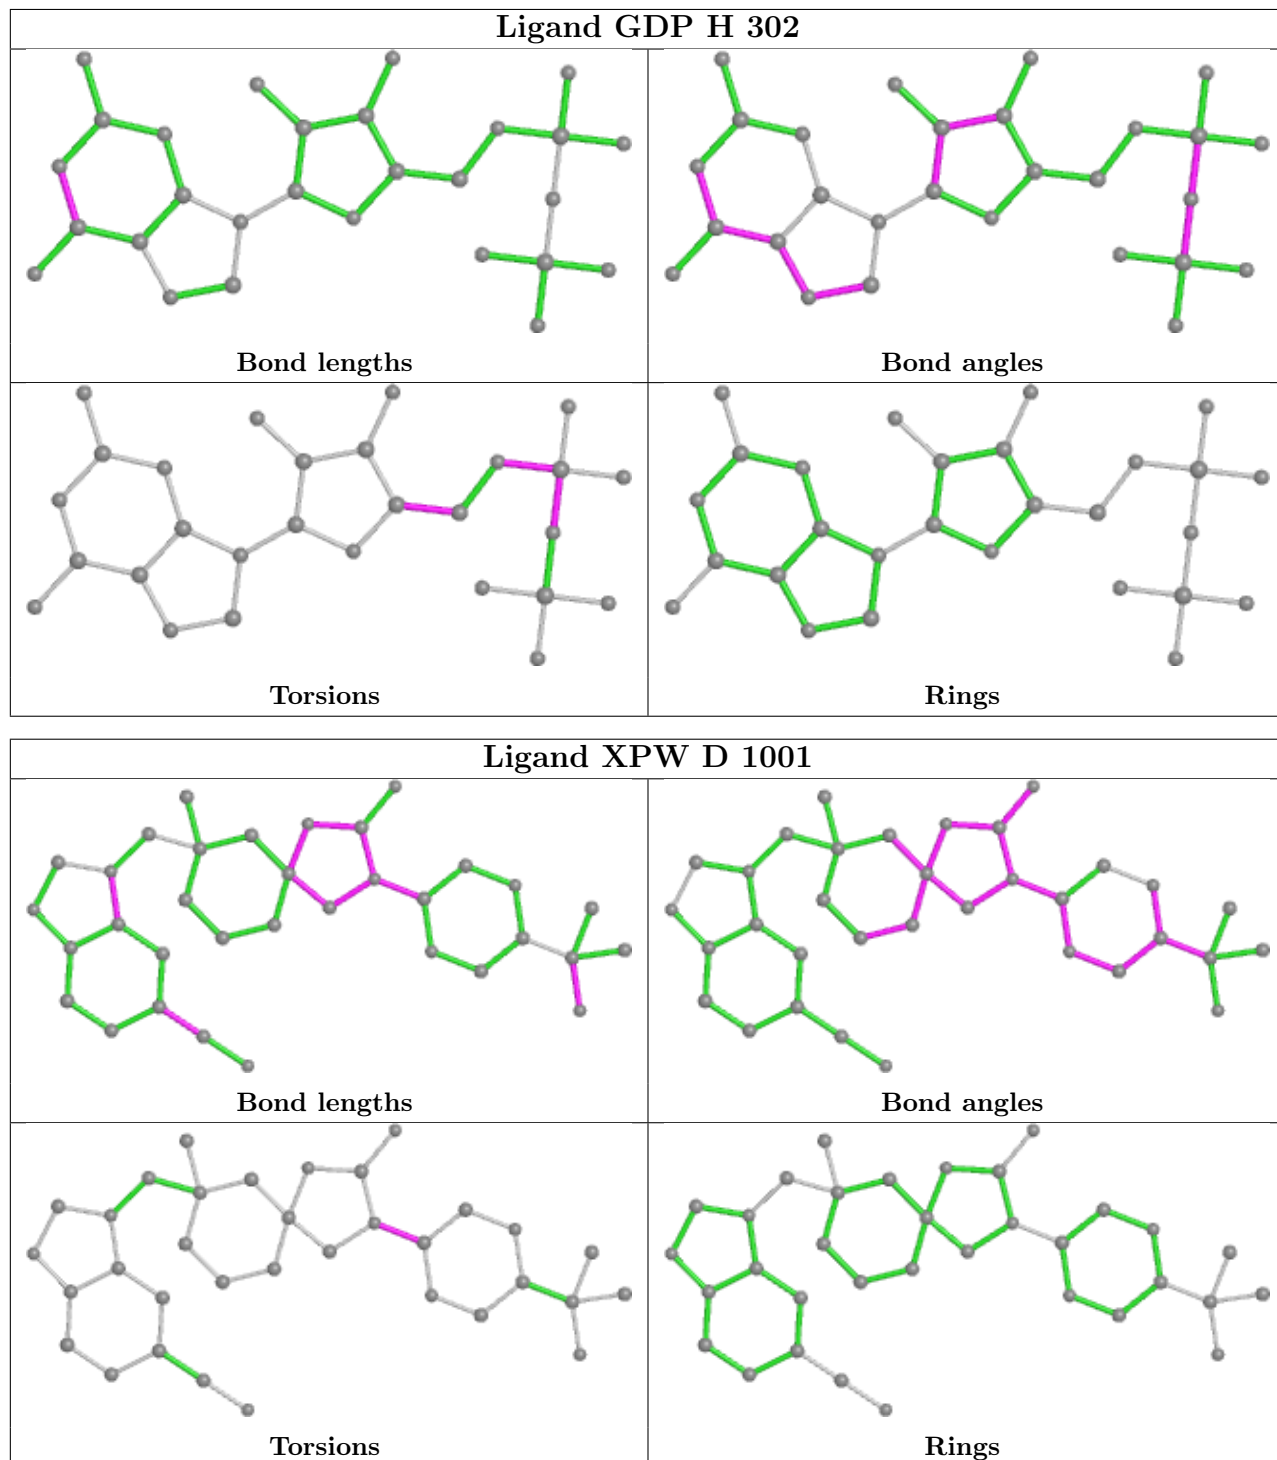 Ligand GDP H 302
Bond lengths
Bond angles
Torsions
Rings
Ligand XPW D 1001
Bond lengths
Bond angles
Torsions
Rings